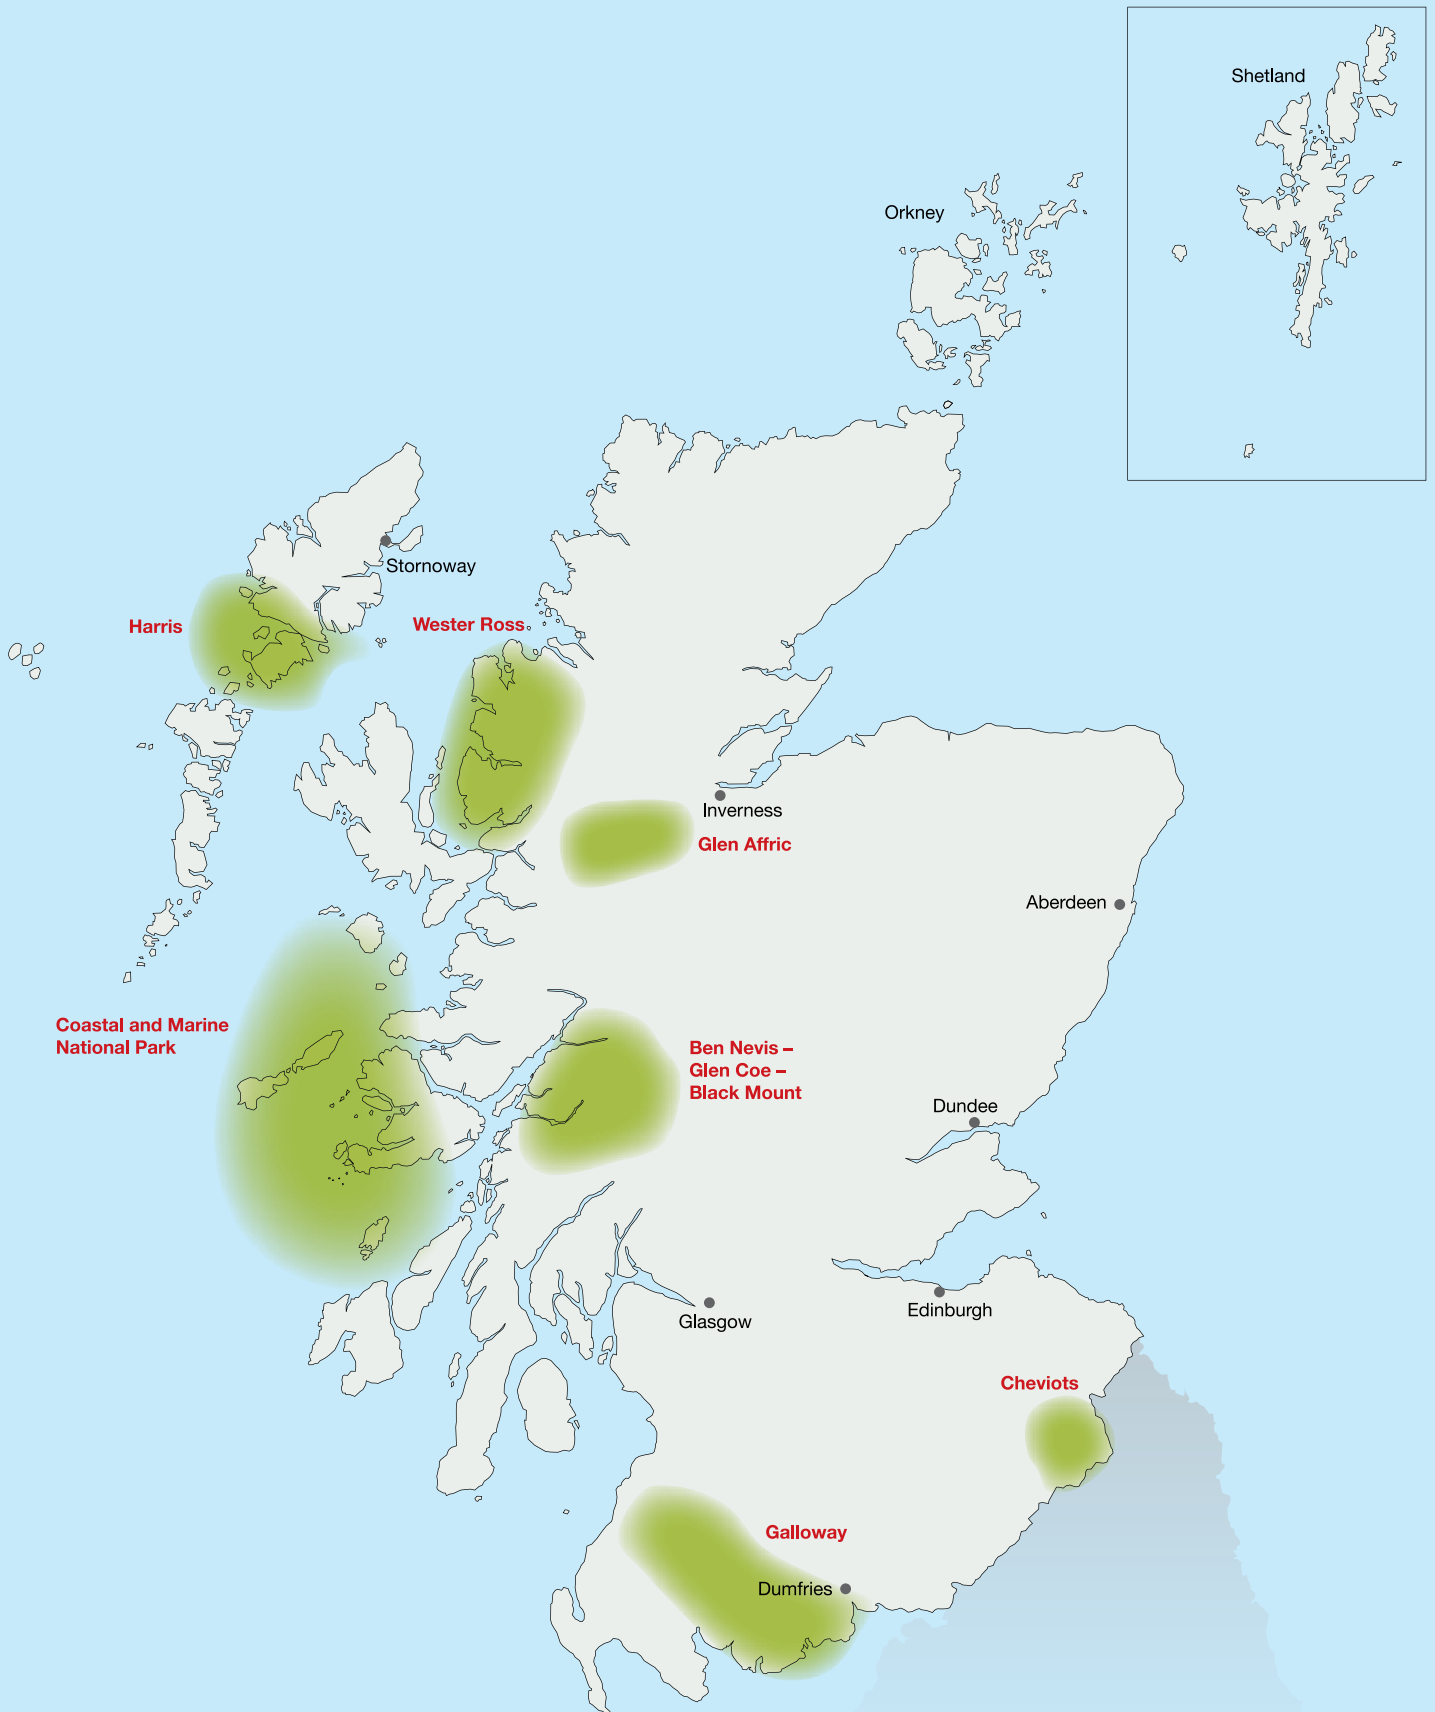 Shetland
Orkney
Stornoway
Harris
Wester Ross
Inverness
Glen Affric
Aberdeen
Coastal and Marine
National Park
Ben Nevis –
Glen Coe –
Black Mount
Dundee
Edinburgh
Glasgow
Cheviots
Galloway
Dumfries